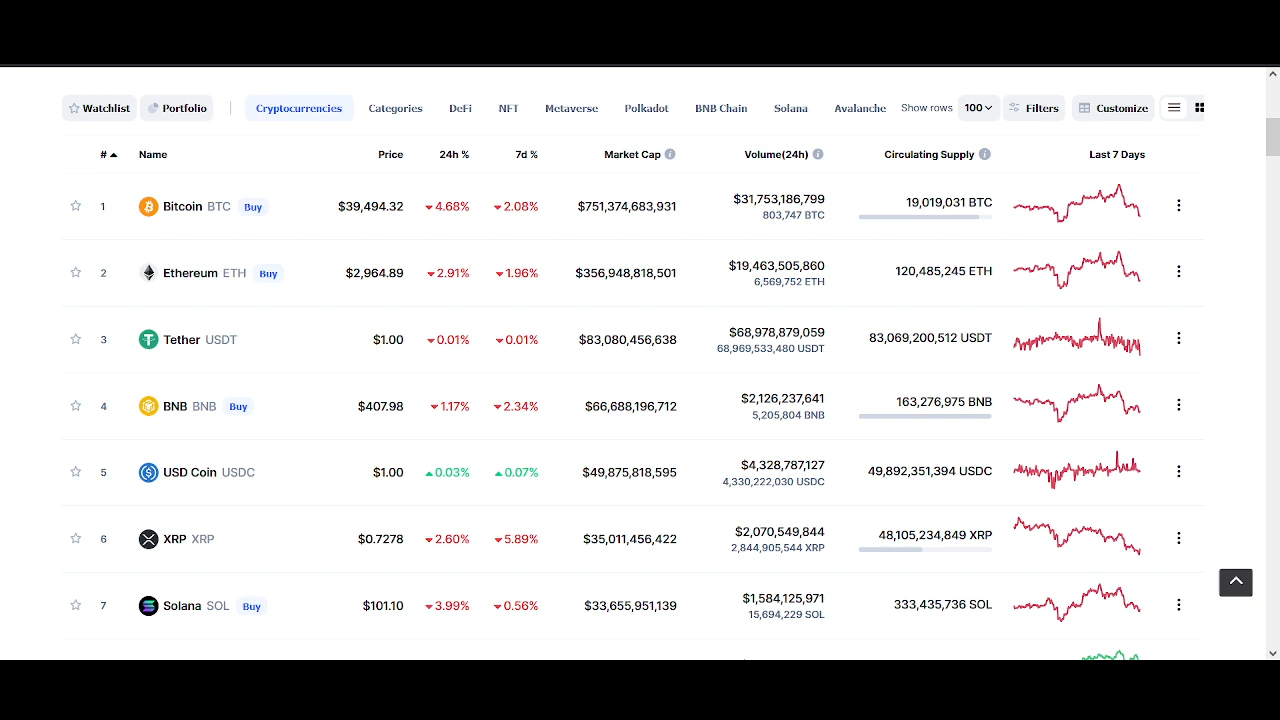 Watchlist Portfolio Cryptocurrencies Categories DeFi NFT Metaverse Polkadot BNB Chain Solana Avalanche Show rows 100 Filters Customize
# Name Price 24h % 7d % Market Cap Volume(24h) Circulating Supply Last 7 Days
1 Bitcoin BTC Buy $39,494.32 4.68% 2.08% $751,374,683,931 $31,753,186,799 19,019,031 BTC
803,747 BTC
2 Ethereum ETH Buy $2,964.89 2.91% 1.96% $356,948,818,501 $19,463,505,860 120,485,245 ETH
6,569,752 ETH
3 Tether USDT $1.00 0.01% 0.01% $83,080,456,638 $68,978,879,059 83,069,200,512 USDT
68,969,533,480 USDT
4 BNB BNB Buy $407.98 1.17% 2.34% $66,688,196,712 $2,126,237,641 163,276,975 BNB
5,205,804 BNB
5 USD Coin USDC $1.00 0.03% 0.07% $49,875,818,595 $4,328,787,127 49,892,351,394 USDC
4,330,222,030 USDC
6 XRP XRP $0.7278 2.60% 5.89% $35,011,456,422 $2,070,549,844 48,105,234,849 XRP
2,844,905,544 XRP
7 Solana SOL Buy $101.10 3.99% 0.56% $33,655,951,139 $1,584,125,971 333,435,736 SOL
15,694,229 SOL